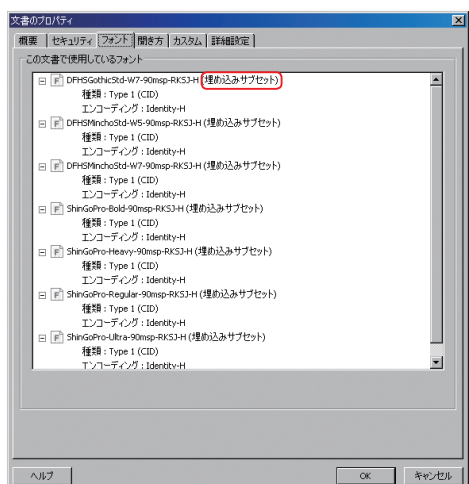 文書のプロパティ
概要 セキュリティ フォント 開き方 カスタム 詳細設定
この文書で使用しているフォント
DFHSGothicStd-W7-90msp-RKSJ-H (埋め込みサブセット)
種類 : Type 1 (CID)
エンコーディング : Identity-H
DFHSMinchoStd-W5-90msp-RKSJ-H (埋め込みサブセット)
種類 : Type 1 (CID)
エンコーディング : Identity-H
DFHSMinchoStd-W7-90msp-RKSJ-H (埋め込みサブセット)
種類 : Type 1 (CID)
エンコーディング : Identity-H
ShinGoPro-Bold-90msp-RKSJ-H (埋め込みサブセット)
種類 : Type 1 (CID)
エンコーディング : Identity-H
ShinGoPro-Heavy-90msp-RKSJ-H (埋め込みサブセット)
種類 : Type 1 (CID)
エンコーディング : Identity-H
ShinGoPro-Regular-90msp-RKSJ-H (埋め込みサブセット)
種類 : Type 1 (CID)
エンコーディング : Identity-H
ShinGoPro-Ultra-90msp-RKSJ-H (埋め込みサブセット)
種類 : Type 1 (CID)
エンコーディング : Identity-H
ヘルプ OK キャンセル